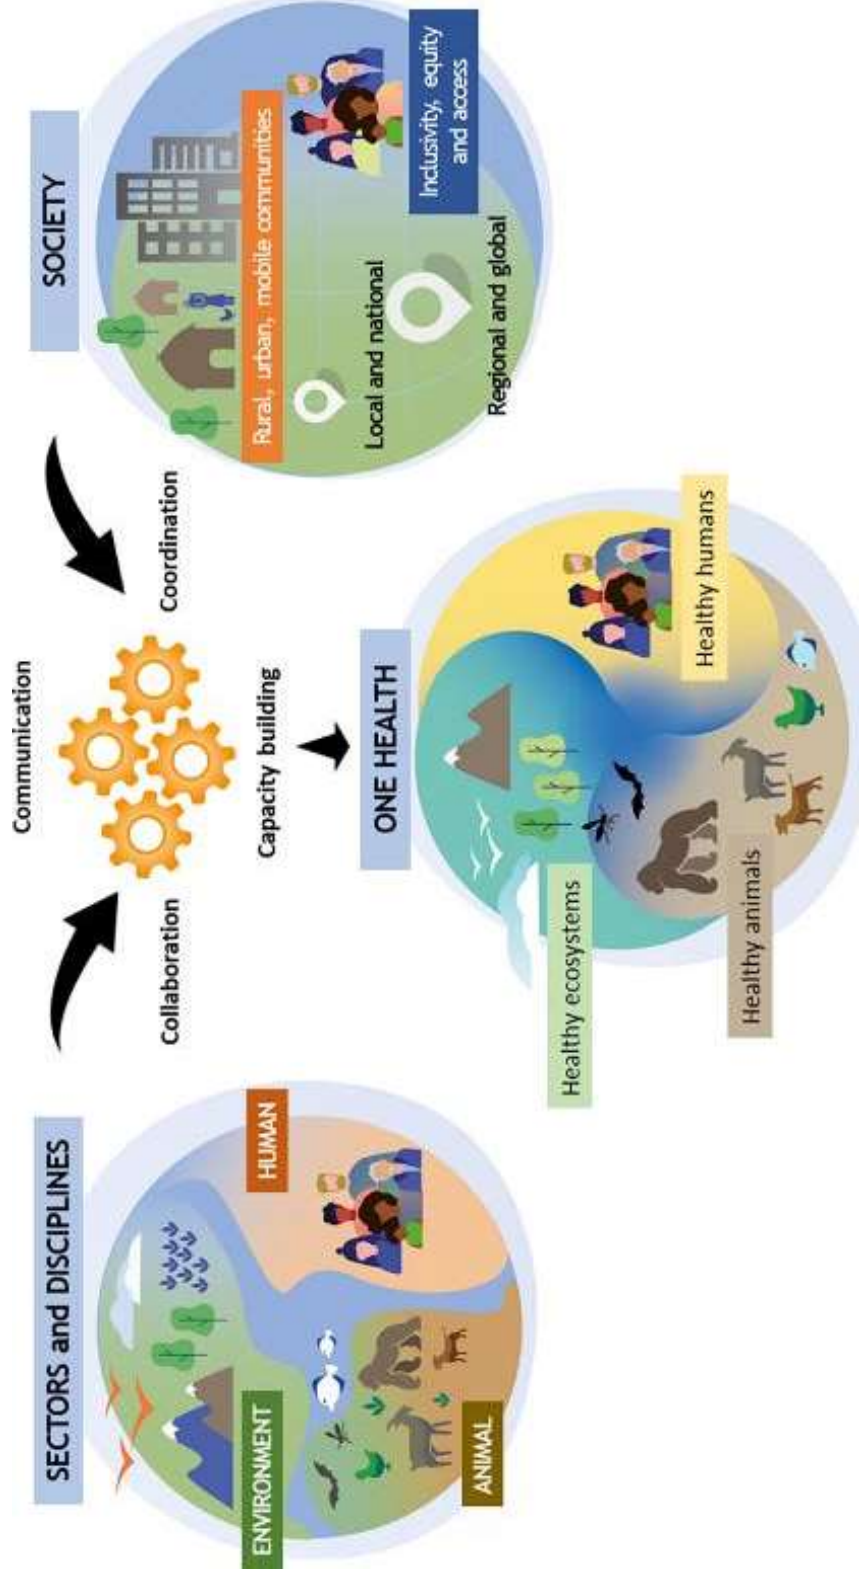 SECTORS and DISCIPLINES
ENVIRONMENT
HUMAN
ANIMAL
Communication
Collaboration
Coordination
Capacity building
SOCIETY
Rural, urban, mobile communities
Local and national
Inclusivity, equity
and access
Regional and global
ONE HEALTH
Healthy ecosystems
Healthy humans
Healthy animals